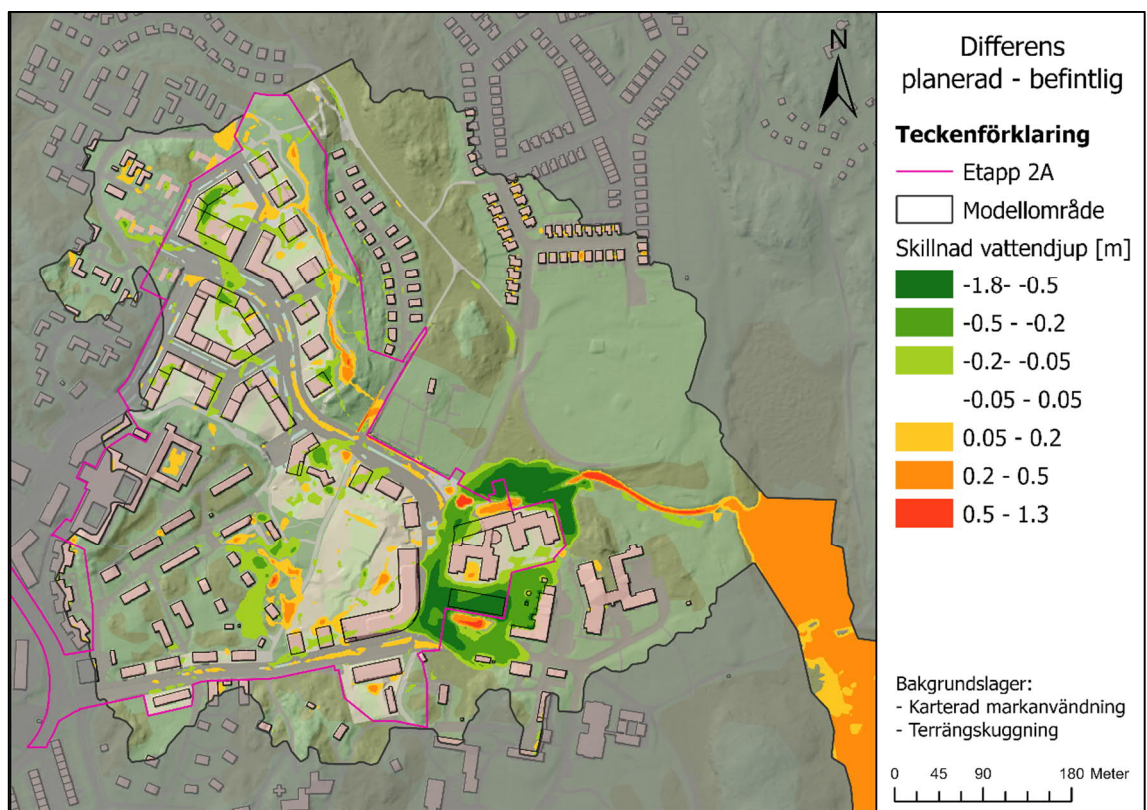 N
Differens
planerad - befintlig
Teckenförklaring
Etapp 2A
Modellområde
Skillnad vattendjup [m]
-1.8- -0.5
-0.5 - -0.2
-0.2- -0.05
-0.05 - 0.05
0.05 - 0.2
0.2 - 0.5
0.5 - 1.3
Bakgrundslager:
- Karterad markanvändning
- Terrängskuggning
0 45 90 180 Meter